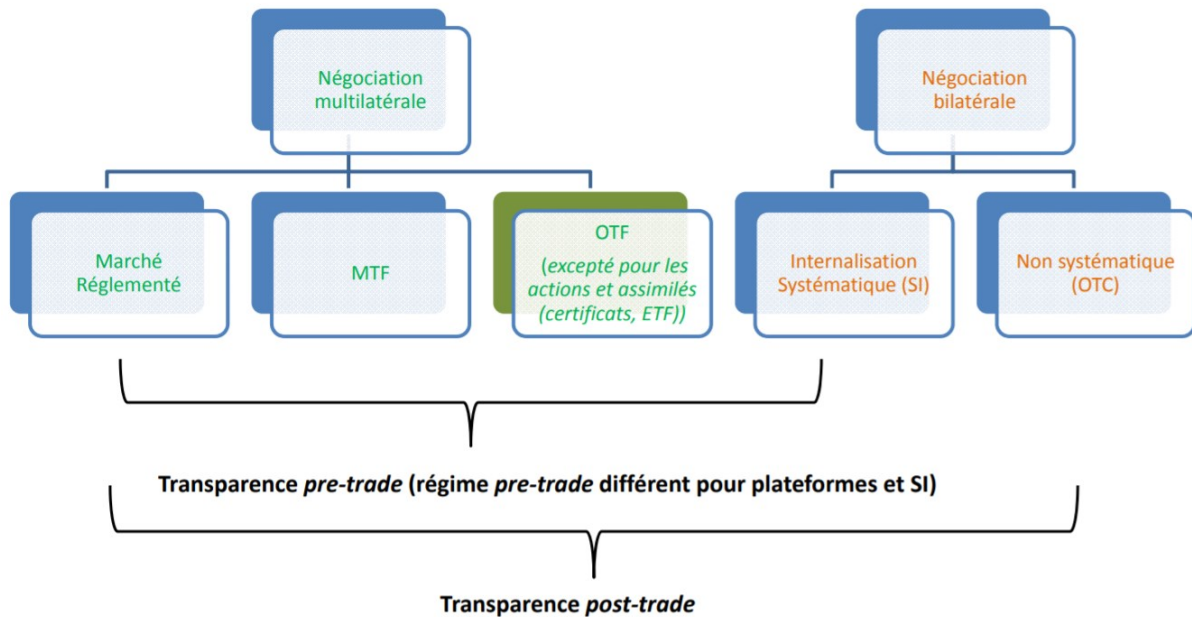 Négociation
multilatérale
Négociation
bilatérale
Marché
Réglementé
MTF
OTF
(excepté pour les
actions et assimilés
(certificats, ETF))
Internalisation
Systématique (SI)
Non systématique
(OTC)
Transparence pre-trade (régime pre-trade différent pour plateformes et SI)
Transparence post-trade